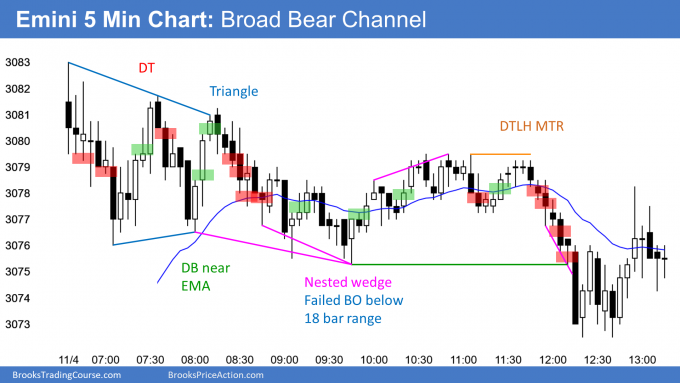 Emini 5 Min Chart: Broad Bear Channel
3083
3082
3081
3080
3079
3078
3077
3076
3075
3074
3073
DT
Triangle
DTLH MTR
DB near
EMA
Nested wedge
Failed BO below
18 bar range
11/4 07:00 07:30 08:00 08:30 09:00 09:30 10:00 10:30 11:00 11:30 12:00 12:30 13:00
BrooksTradingCourse.com - BrooksPriceAction.com